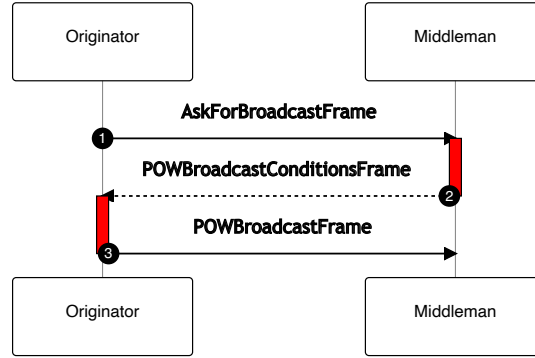 Originator
Middleman
AskForBroadcastFrame
1
POWBroadcastConditionsFrame
2
POWBroadcastFrame
3
Originator
Middleman